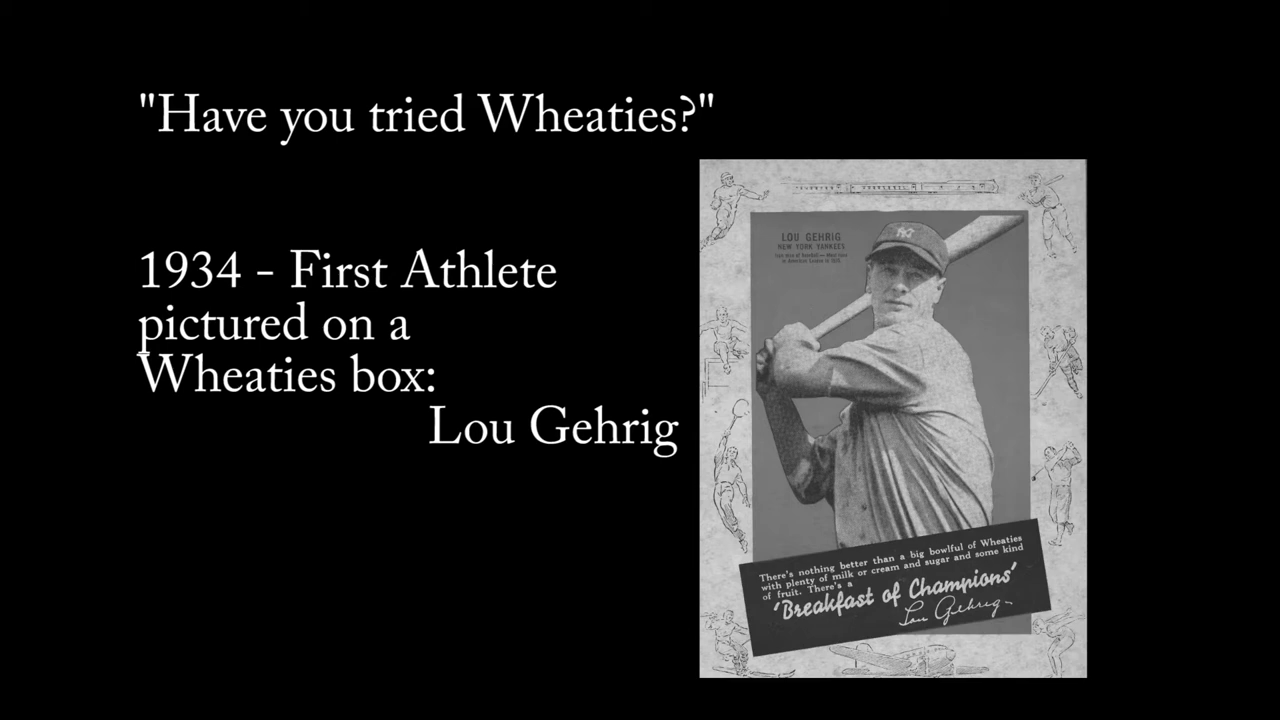 "Have you tried Wheaties?"
1934 - First Athlete
pictured on a
Wheaties box:
Lou Gehrig
LOU GEHRIG
NEW YORK YANKEES
There's nothing better than a big bowlful of Wheaties
with plenty of milk or cream and sugar and some kind
of fruit. There's a
'Breakfast of Champions'
Lou Gehrig